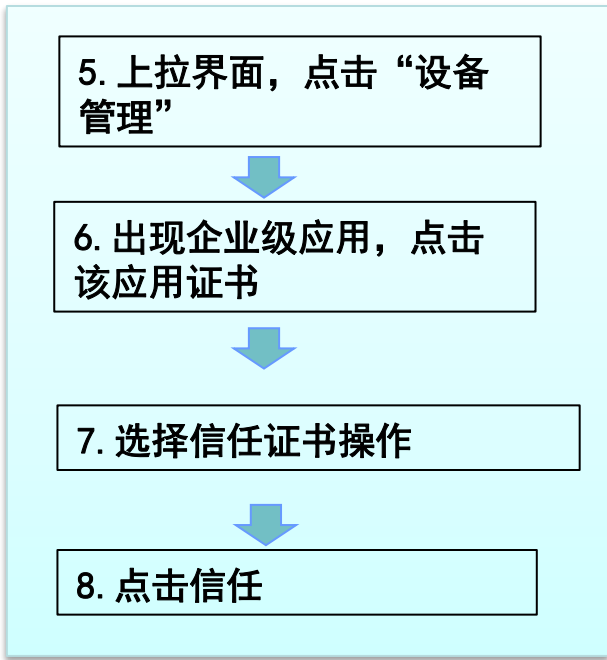 5.上拉界面，点击“设备
管理”
6.出现企业级应用，点击
该应用证书
7.选择信任证书操作
8.点击信任